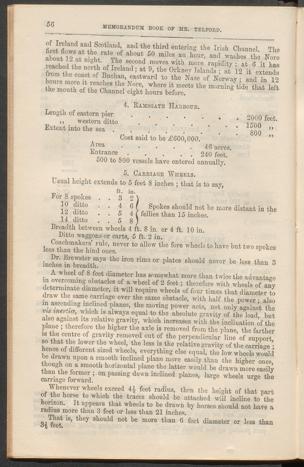 56
MEMORANDUM BOOK OF MR. TELFORD.
of Ireland and Scotland, and the third entering the Irish Channel. The
first flows at the rate of about 50 miles an hour, and washes the Nore
about 12 at night. The second moves with more rapidity; at 6 it has
reached the north of Ireland; at 9, the Orkney Islands; at 12 it extends
from the coast of Buchan, eastward to the Naze of Norway; and in 12
hours more it reaches the Nore, where it meets the morning tide that left
the mouth of the Channel eight hours before.
4. RAMSGATE HARBOUR.
Length of eastern pier . . . . . 2000 feet.
„ western ditto . . . . . 1500 „
Extent into the sea . . . . . 800 „
Cost said to be £600,000.
Area . . . . 46 acres.
Entrance . . . . 240 feet.
500 to 800 vessels have entered annually.
5. CARRIAGE WHEELS.
Usual height extends to 5 feet 8 inches; that is to say,
ft. in.
For 8 spokes . . 3 2
10 ditto . . 4 6
12 ditto . . 5 4
14 ditto . . 5 8
Spokes should not be more distant in the
fellies than 15 inches.
Breadth between wheels 4 ft. 8 in. or 4 ft. 10 in.
Ditto waggons or carts, 5 ft. 2 in.
Coachmakers' rule, never to allow the fore wheels to have but two spokes
less than the hind ones.
Dr. Brewster says the iron rims or plates should never be less than 3
inches in breadth.
A wheel of 8 feet diameter has somewhat more than twice the advantage
in overcoming obstacles of a wheel of 2 feet; therefore with wheels of any
determinate diameter, it will require wheels of four times that diameter to
draw the same carriage over the same obstacle, with half the power; also
in ascending inclined planes, the moving power acts, not only against the
vis inertiæ, which is always equal to the absolute gravity of the load, but
also against its relative gravity, which increases with the inclination of the
plane; therefore the higher the axle is removed from the plane, the farther
is the centre of gravity removed out of the perpendicular line of support,
so that the lower the wheel, the less is the relative gravity of the carriage;
hence of different sized wheels, everything else equal, the low wheels would
be drawn upon a smooth inclined plane more easily than the higher ones,
though on a smooth horizontal plane the latter would be drawn more easily
than the former; on passing down inclined planes, large wheels urge the
carriage forward.
Whenever wheels exceed 4½ feet radius, then the height of that part
of the horse to which the traces should be attached will incline to the
horizon. It appears that wheels to be drawn by horses should not have a
radius more than 3 feet or less than 21 inches.
That is, they should not be more than 6 feet diameter or less than
3½ feet.